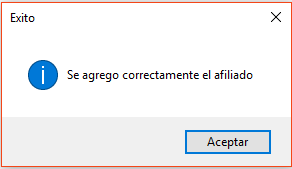 Exito
Se agrego correctamente el afiliado
Aceptar